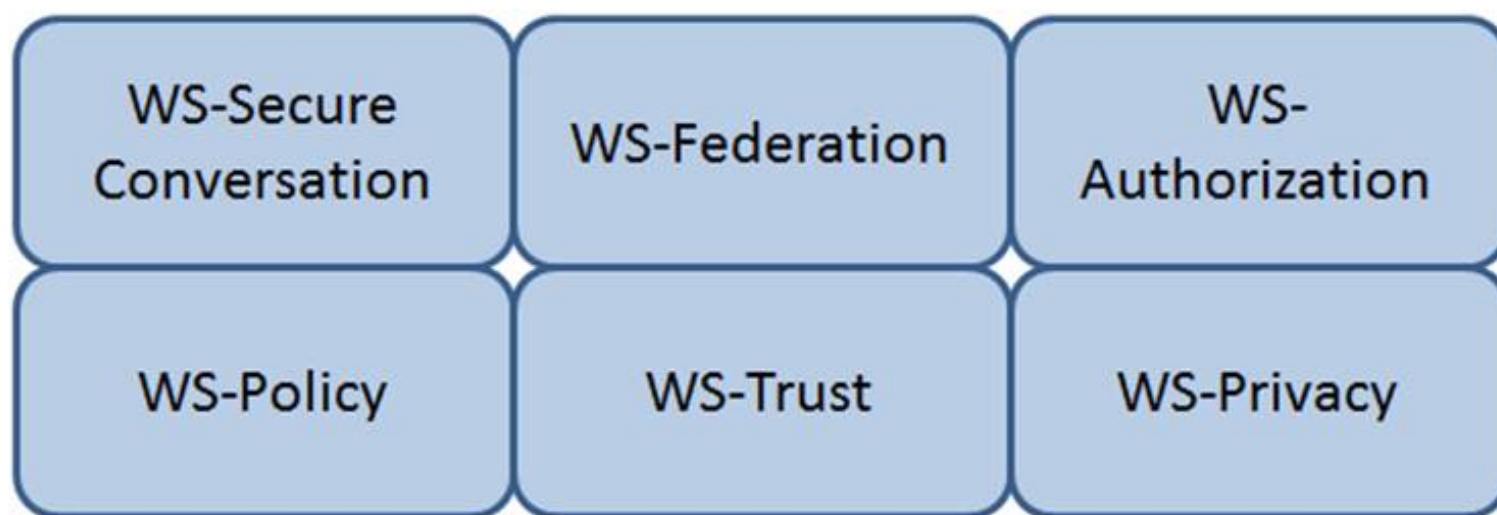 WS-Secure
Conversation
WS-Federation
WS-
Authorization
WS-Policy
WS-Trust
WS-Privacy